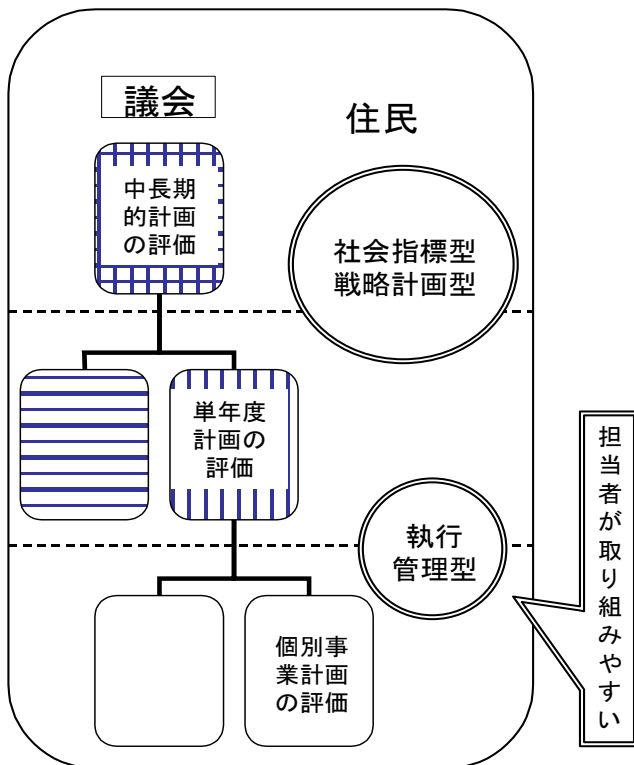 議会
住民
中長期
的計画
の評価
社会指標型
戦略計画型
単年度
計画の
評価
執行
管理型
担当者が取り組みやすい
個別事
業計画
の評価